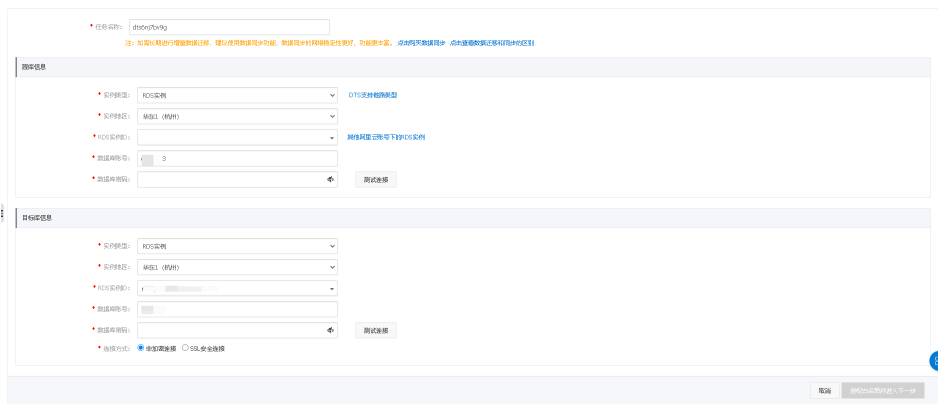 * 任务名称: dts6nj7bv9g
注: 如需长期进行增量数据迁移, 建议使用数据同步功能, 数据同步的网络稳定性更好, 功能更丰富。 点击购买数据同步 点击查看数据迁移和同步的区别
源库信息
* 实例类型: RDS实例 DTS支持链路类型
* 实例地区: 华东1 (杭州)
* RDS实例ID: 其他阿里云账号下的RDS实例
* 数据库账号: 3
* 数据库密码: 测试连接
目标库信息
* 实例类型: RDS实例
* 实例地区: 华东1 (杭州)
* RDS实例ID: r
* 数据库账号:
* 数据库密码: 测试连接
* 连接方式: 非加密连接 SSL安全连接
取消 授权白名单并进入下一步